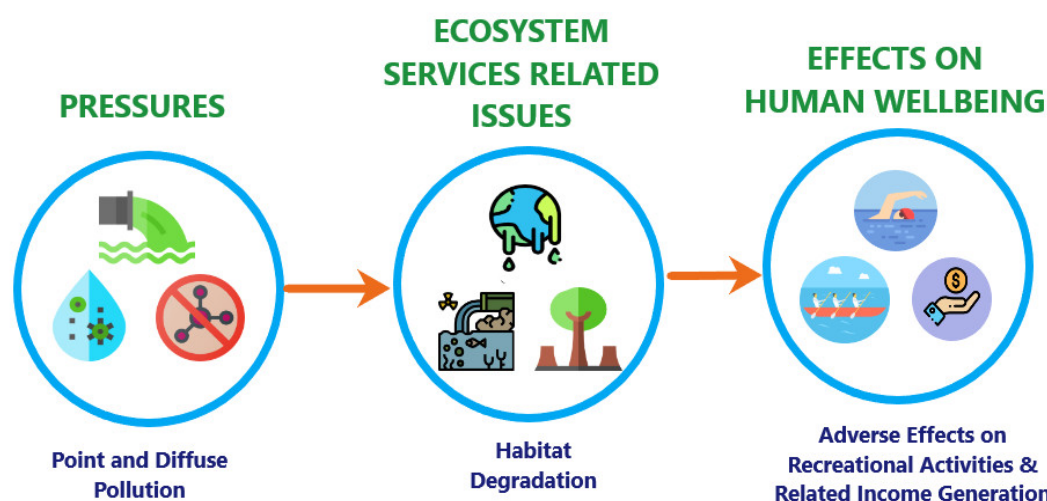 PRESSURES
Point and Diffuse
Pollution
ECOSYSTEM
SERVICES RELATED
ISSUES
Habitat
Degradation
EFFECTS ON
HUMAN WELLBEING
$
Adverse Effects on
Recreational Activities &
Related Income Generation